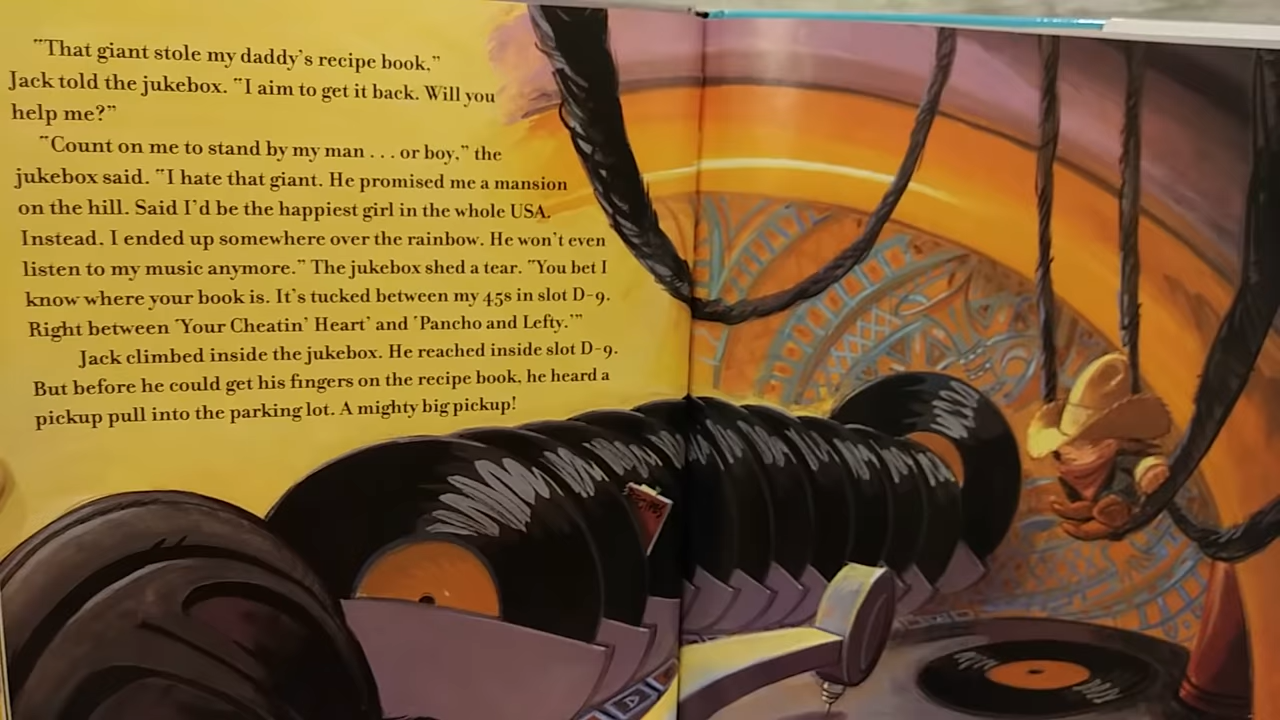 "That giant stole my daddy's recipe book,"
Jack told the jukebox. "I aim to get it back. Will you
help me?"
"Count on me to stand by my man . . . or boy," the
jukebox said. "I hate that giant. He promised me a mansion
on the hill. Said I'd be the happiest girl in the whole USA.
Instead, I ended up somewhere over the rainbow. He won't even
listen to my music anymore." The jukebox shed a tear. "You bet I
know where your book is. It's tucked between my 45s in slot D-9.
Right between 'Your Cheatin' Heart' and 'Pancho and Lefty.'"
Jack climbed inside the jukebox. He reached inside slot D-9.
But before he could get his fingers on the recipe book, he heard a
pickup pull into the parking lot. A mighty big pickup!
A